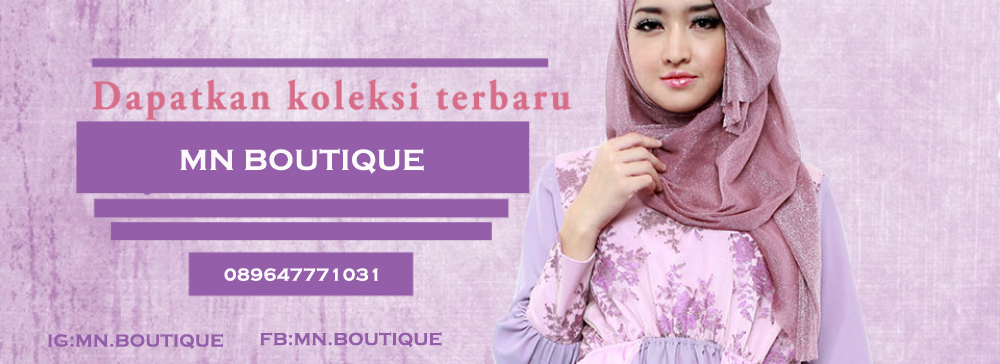 Dapatkan koleksi terbaru
MN BOUTIQUE
089647771031
IG:MN.BOUTIQUE FB:MN.BOUTIQUE